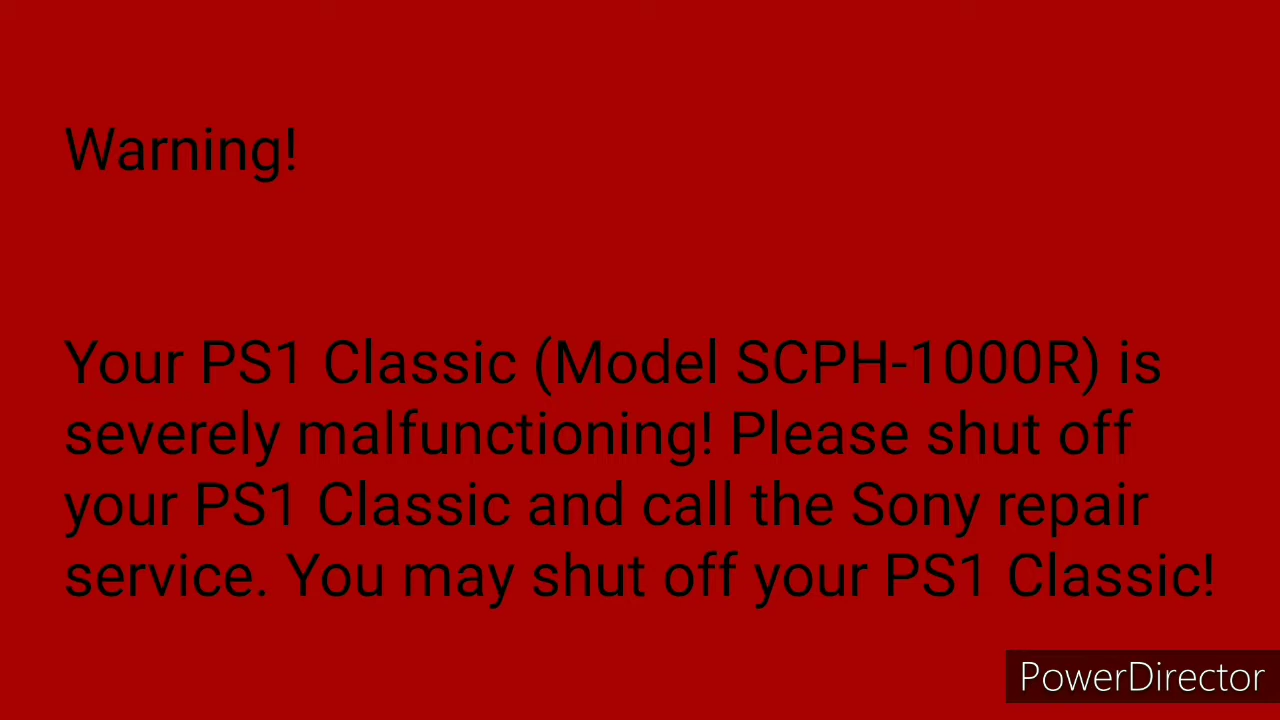 Warning!
Your PS1 Classic (Model SCPH-1000R) is
severely malfunctioning! Please shut off
your PS1 Classic and call the Sony repair
service. You may shut off your PS1 Classic!
PowerDirector